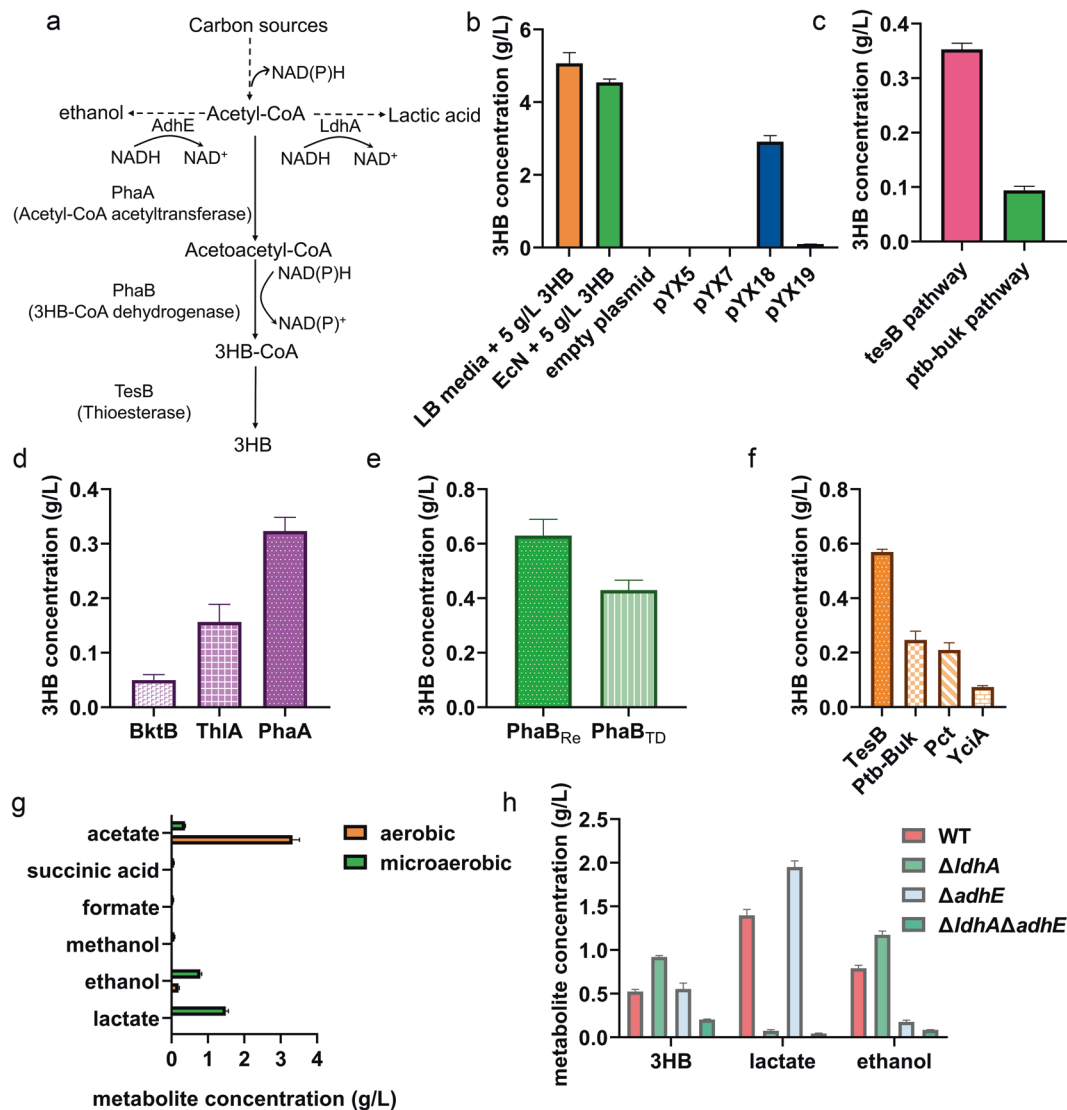 a
Carbon sources
NAD(P)H
ethanol
Acetyl-CoA
Lactic acid
AdhE
LdhA
NADH
NAD⁺
NADH
NAD⁺
PhaA
(Acetyl-CoA acetyltransferase)
Acetoacetyl-CoA
PhaB
(3HB-CoA dehydrogenase)
NAD(P)H
NAD(P)⁺
3HB-CoA
TesB
(Thioesterase)
3HB
b
3HB concentration (g/L)
6
4
2
0
LB media + 5 g/L 3HB
EcN + 5 g/L 3HB
empty plasmid
pYX5
pYX7
pYX18
pYX19
c
3HB concentration (g/L)
0.4
0.3
0.2
0.1
0.0
tesB pathway
ptb-buk pathway
d
3HB concentration (g/L)
0.4
0.3
0.2
0.1
0.0
BktB
ThlA
PhaA
e
3HB concentration (g/L)
0.8
0.6
0.4
0.2
0.0
PhaB_Re
PhaB_TD
f
3HB concentration (g/L)
0.8
0.6
0.4
0.2
0.0
TesB
Ptb-Buk
Pct
YciA
g
acetate
succinic acid
formate
methanol
ethanol
lactate
0 1 2 3 4
metabolite concentration (g/L)
aerobic
microaerobic
h
metabolite concentration (g/L)
2.5
2.0
1.5
1.0
0.5
0.0
3HB
lactate
ethanol
WT
ΔldhA
ΔadhE
ΔldhAΔadhE